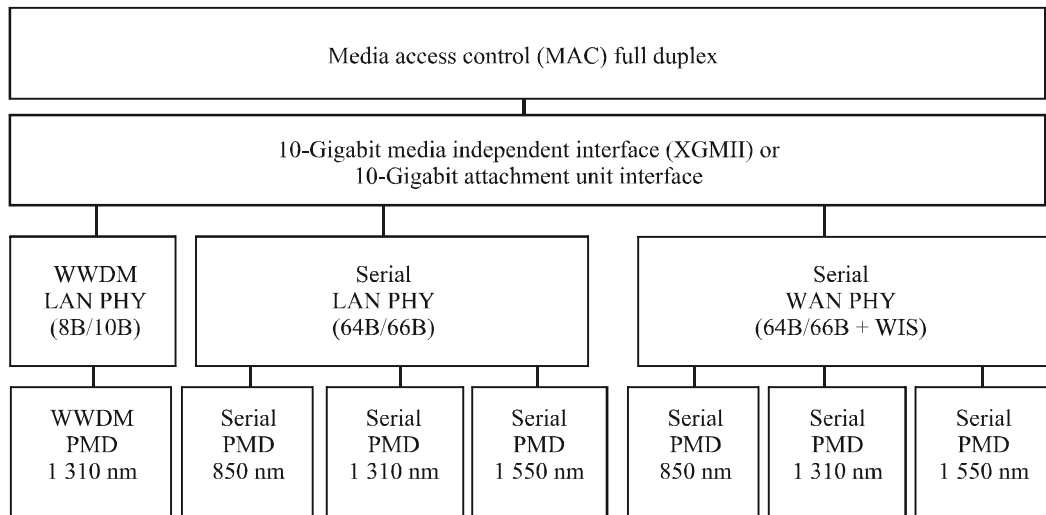 Media access control (MAC) full duplex
10-Gigabit media independent interface (XGMII) or
10-Gigabit attachment unit interface
WWDM
LAN PHY
(8B/10B)
Serial
LAN PHY
(64B/66B)
Serial
WAN PHY
(64B/66B + WIS)
WWDM
PMD
1 310 nm
Serial
PMD
850 nm
Serial
PMD
1 310 nm
Serial
PMD
1 550 nm
Serial
PMD
850 nm
Serial
PMD
1 310 nm
Serial
PMD
1 550 nm